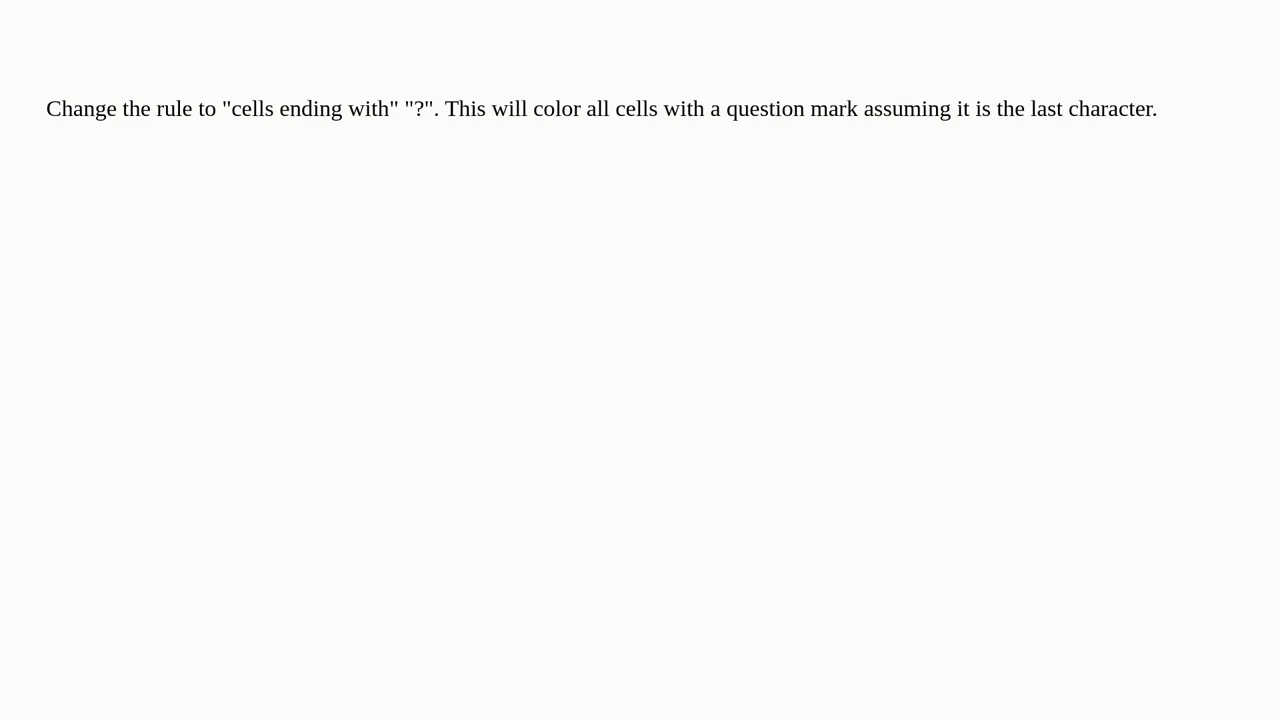 Change the rule to "cells ending with" "?". This will color all cells with a question mark assuming it is the last character.